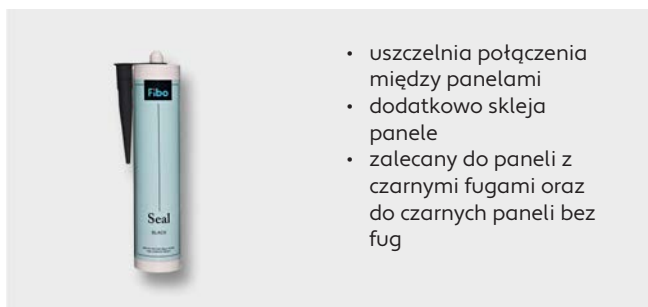 Fibo
Seal
BLACK
• uszczelnia połączenia
między panelami
• dodatkowo skleja
panele
• zalecany do paneli z
czarnymi fugami oraz
do czarnych paneli bez
fug